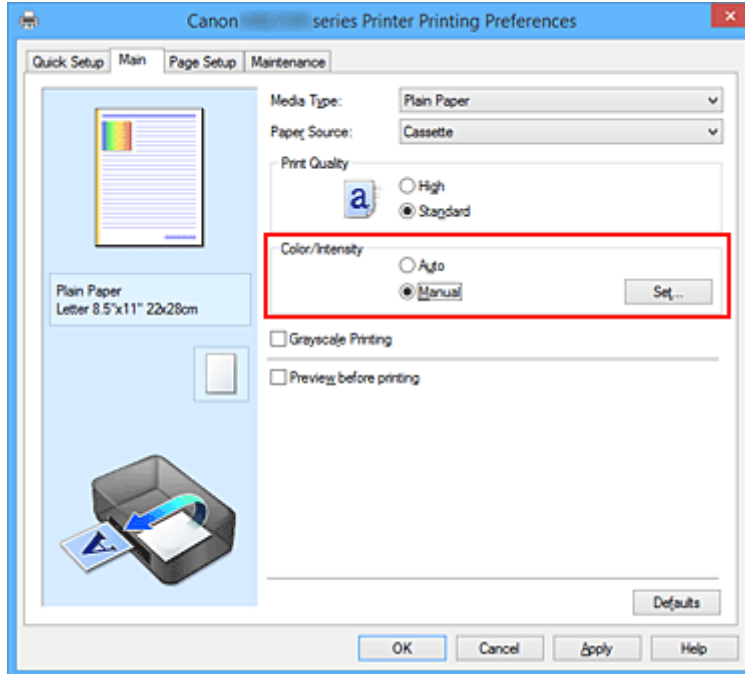 Canon series Printer Printing Preferences
Quick Setup Main Page Setup Maintenance
Media Type: Plain Paper
Paper Source: Cassette
Print Quality
a
High
Standard
Color/Intensity
Auto
Manual
Set...
Plain Paper
Letter 8.5"x11" 22x28cm
Grayscale Printing
Preview before printing
A
Defaults
OK Cancel Apply Help